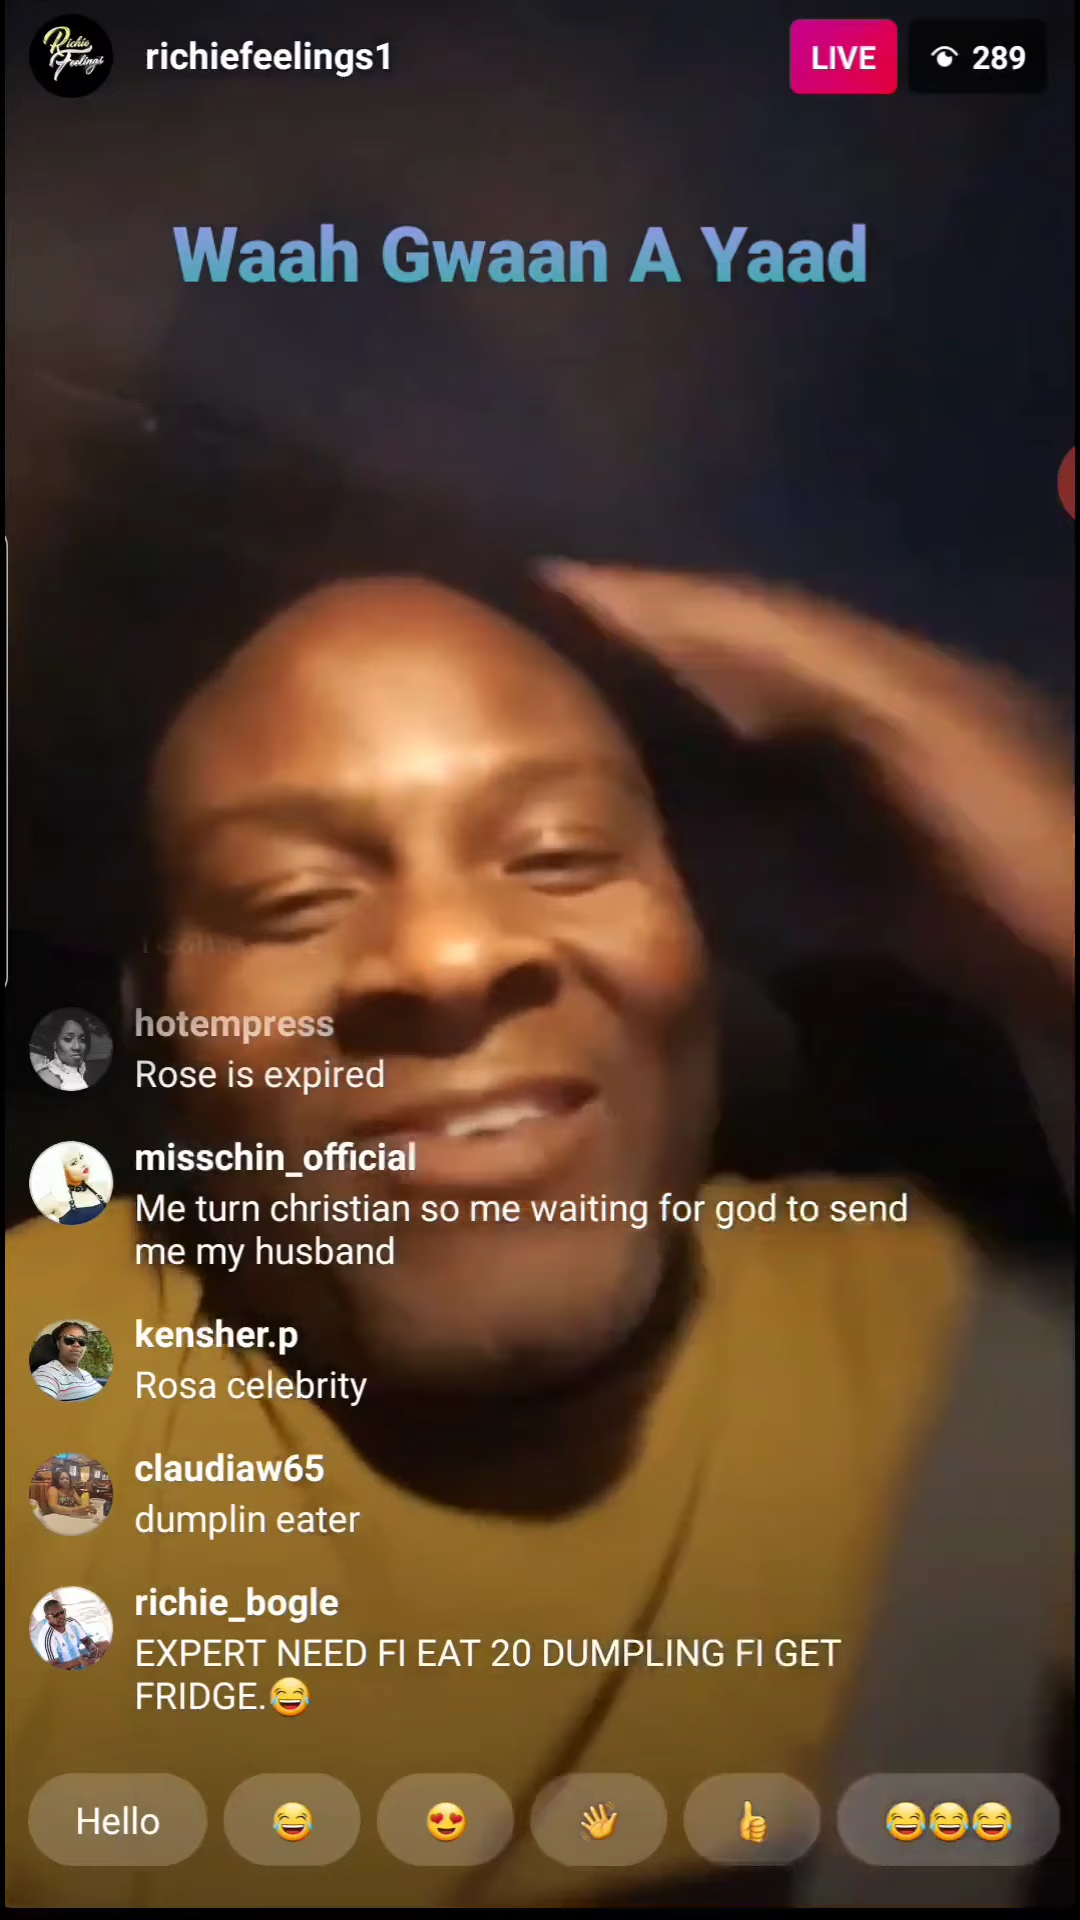 Richie
Feelings
richiefeelings1
LIVE
289
Waah Gwaan A Yaad
hotempress
Rose is expired
misschin_official
Me turn christian so me waiting for god to send
me my husband
kensher.p
Rosa celebrity
claudiaw65
dumplin eater
richie_bogle
EXPERT NEED FI EAT 20 DUMPLING FI GET
FRIDGE.😂
Hello
😂
😍
👋
👍
😂😂😂